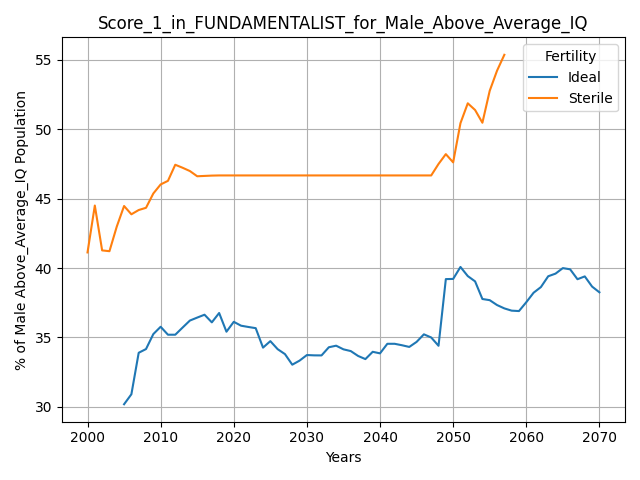 Score_1_in_FUNDAMENTALIST_for_Male_Above_Average_IQ
Fertility
Ideal
Sterile
% of Male Above_Average_IQ Population
55
50
45
40
35
30
2000 2010 2020 2030 2040 2050 2060 2070
Years